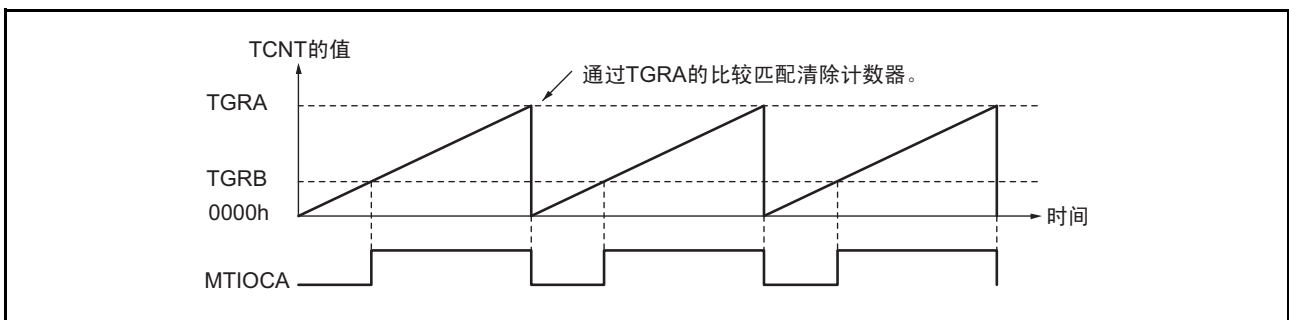 TCNT的值
通过TGRA的比较匹配清除计数器。
TGRA
TGRB
0000h
时间
MTIOCA